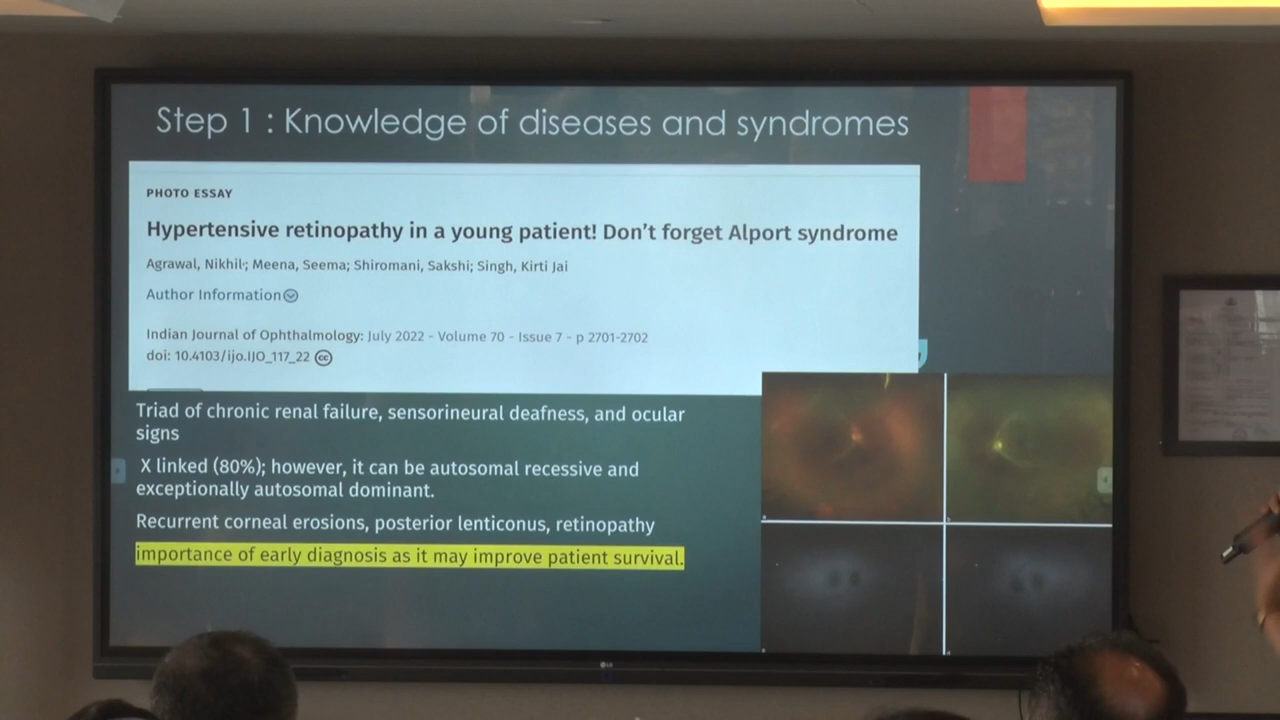 Step 1 : Knowledge of diseases and syndromes
PHOTO ESSAY
Hypertensive retinopathy in a young patient! Don't forget Alport syndrome
Agrawal, Nikhil; Meena, Seema; Shiromani, Sakshi; Singh, Kirti Jai
Author Information
Indian Journal of Ophthalmology: July 2022 - Volume 70 - Issue 7 - p 2701-2702
doi: 10.4103/ijo.IJO_117_22
Triad of chronic renal failure, sensorineural deafness, and ocular
signs
X linked (80%); however, it can be autosomal recessive and
exceptionally autosomal dominant.
Recurrent corneal erosions, posterior lenticonus, retinopathy
importance of early diagnosis as it may improve patient survival.
LG